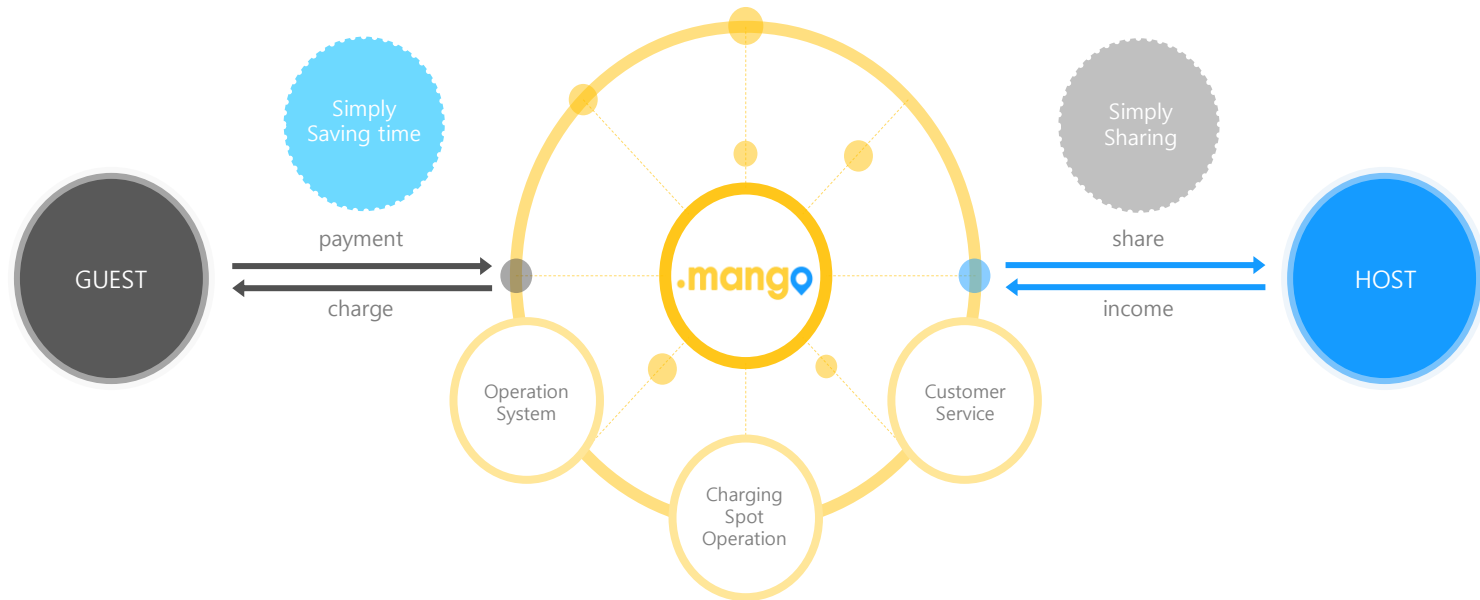 Simply
Saving time
Simply
Sharing
payment
share
GUEST
.mango
HOST
charge
income
Operation
System
Customer
Service
Charging
Spot
Operation